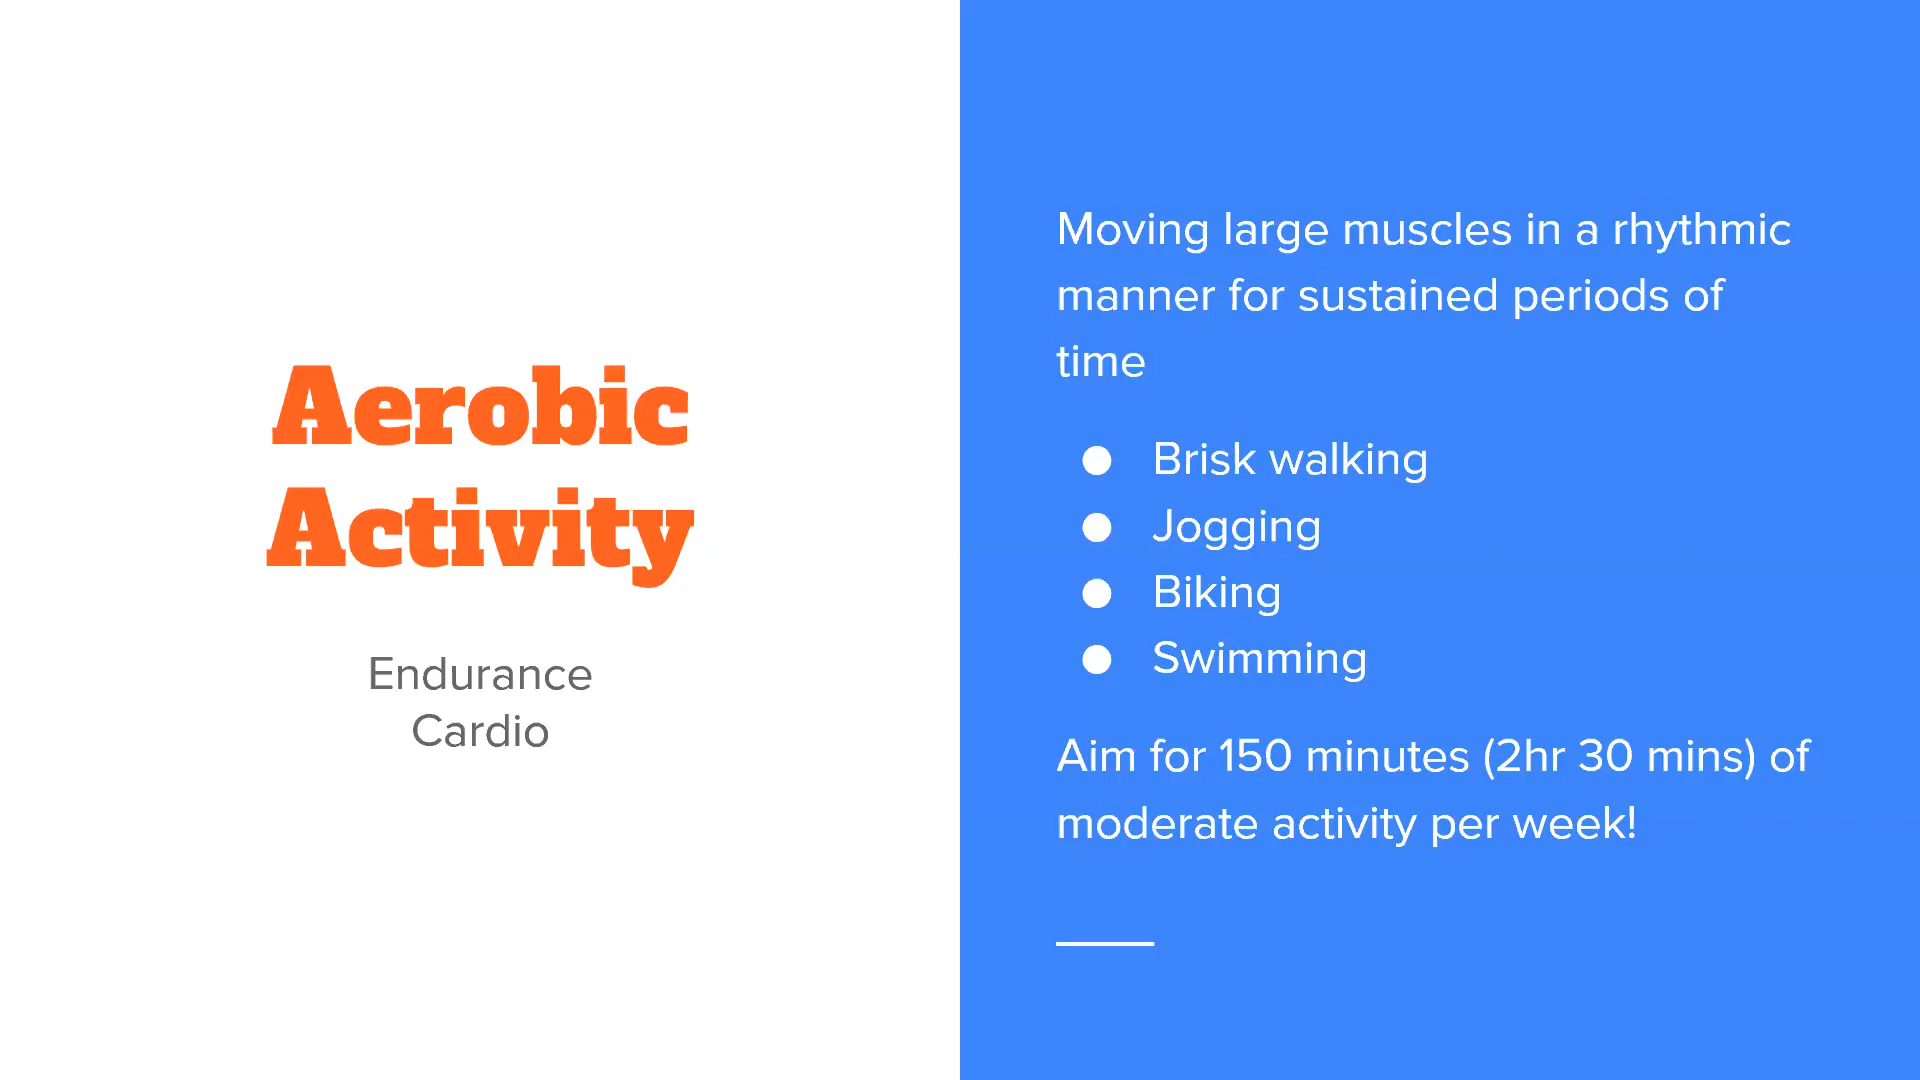 Aerobic
Activity
Endurance
Cardio
Moving large muscles in a rhythmic
manner for sustained periods of
time
● Brisk walking
● Jogging
● Biking
● Swimming
Aim for 150 minutes (2hr 30 mins) of
moderate activity per week!